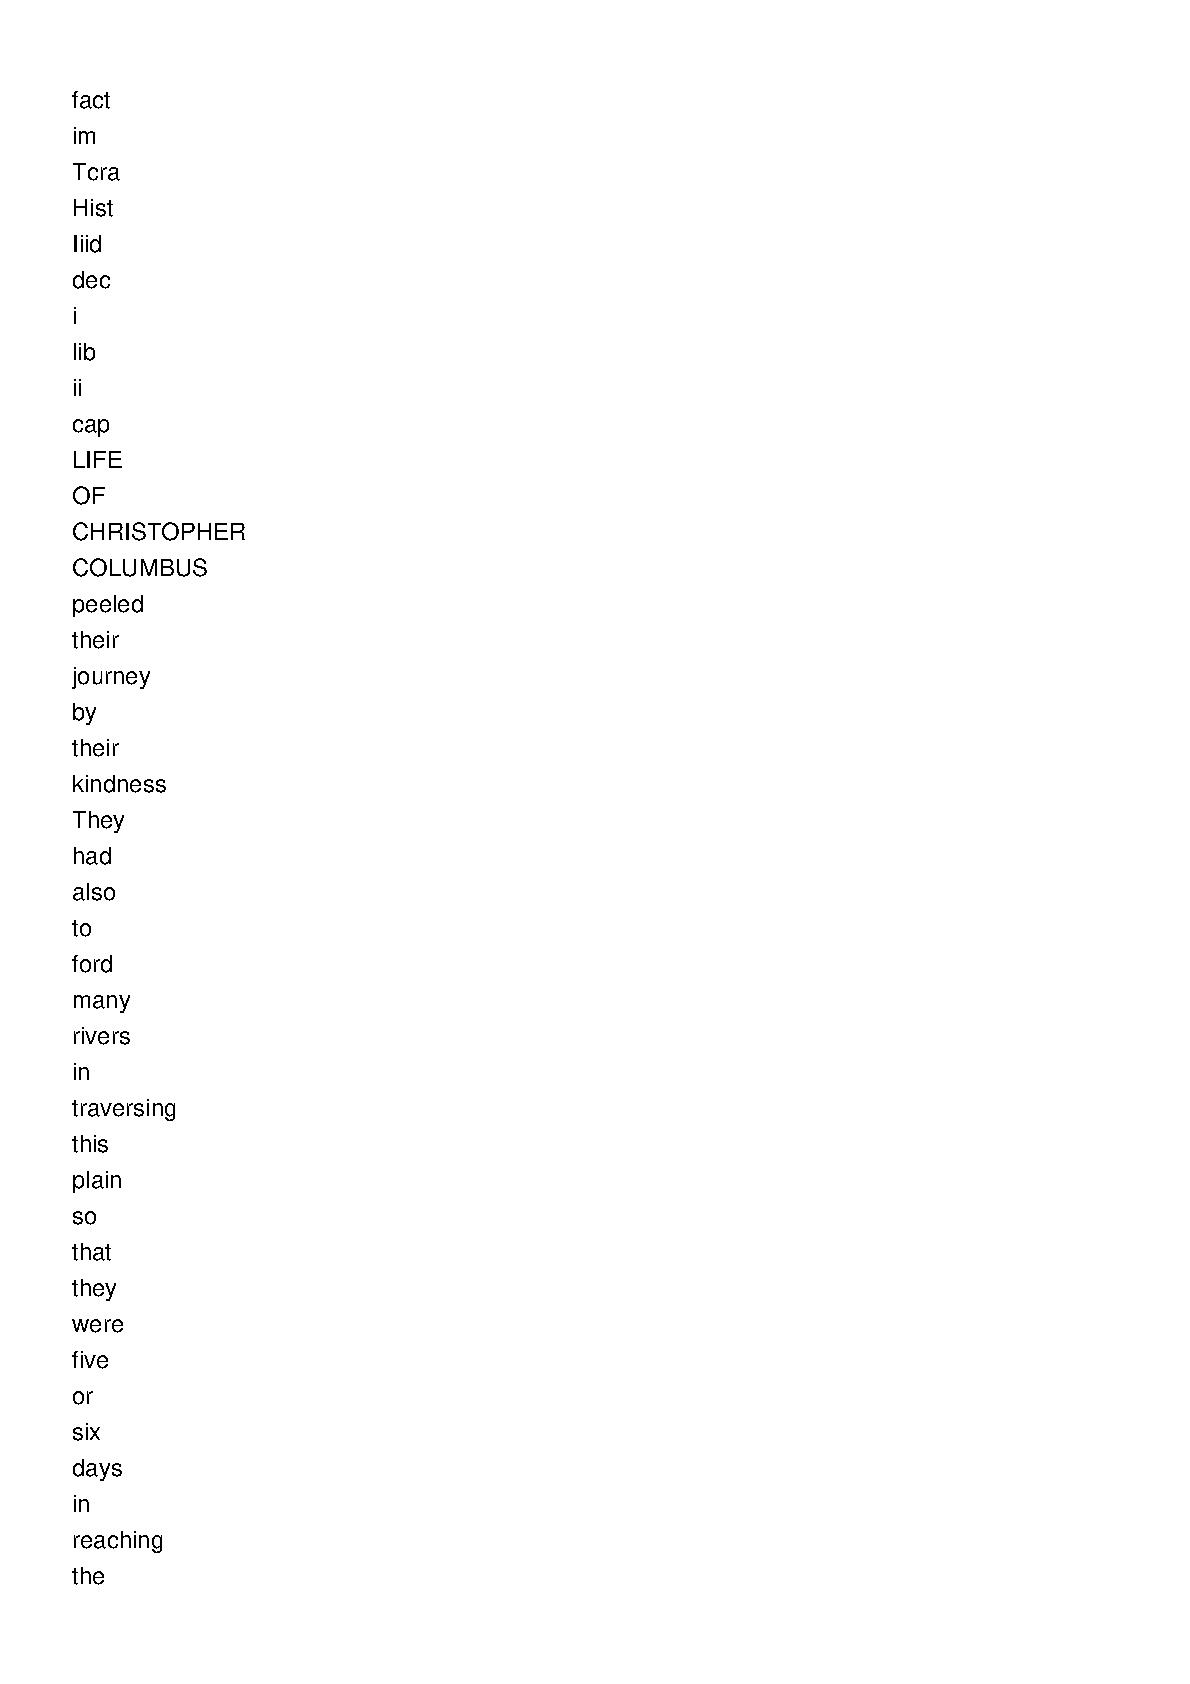 fact
im
Tcra
Hist
Iiid
dec
i
lib
ii
cap
LIFE
OF
CHRISTOPHER
COLUMBUS
peeled
their
journey
by
their
kindness
They
had
also
to
ford
many
rivers
in
traversing
this
plain
so
that
they
were
five
or
six
days
in
reaching
the